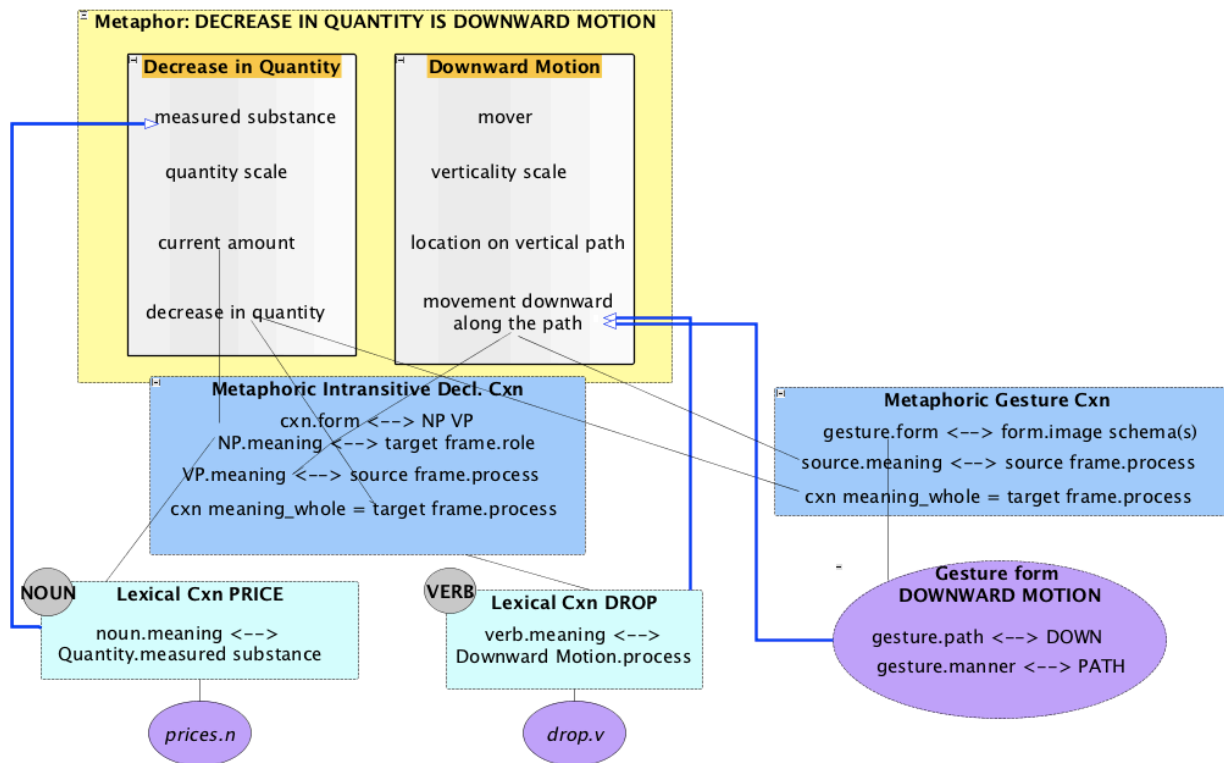 Metaphor: DECREASE IN QUANTITY IS DOWNWARD MOTION
Decrease in Quantity
measured substance
quantity scale
current amount
decrease in quantity
Downward Motion
mover
verticality scale
location on vertical path
movement downward
along the path
Metaphoric Intransitive Decl. Cxn
cxn.form <--> NP VP
NP.meaning <--> target frame.role
VP.meaning <--> source frame.process
cxn meaning_whole = target frame.process
Metaphoric Gesture Cxn
gesture.form <--> form.image schema(s)
source.meaning <--> source frame.process
cxn meaning_whole = target frame.process
NOUN
Lexical Cxn PRICE
noun.meaning <-->
Quantity.measured substance
prices.n
VERB
Lexical Cxn DROP
verb.meaning <-->
Downward Motion.process
drop.v
Gesture form
DOWNWARD MOTION
gesture.path <--> DOWN
gesture.manner <--> PATH